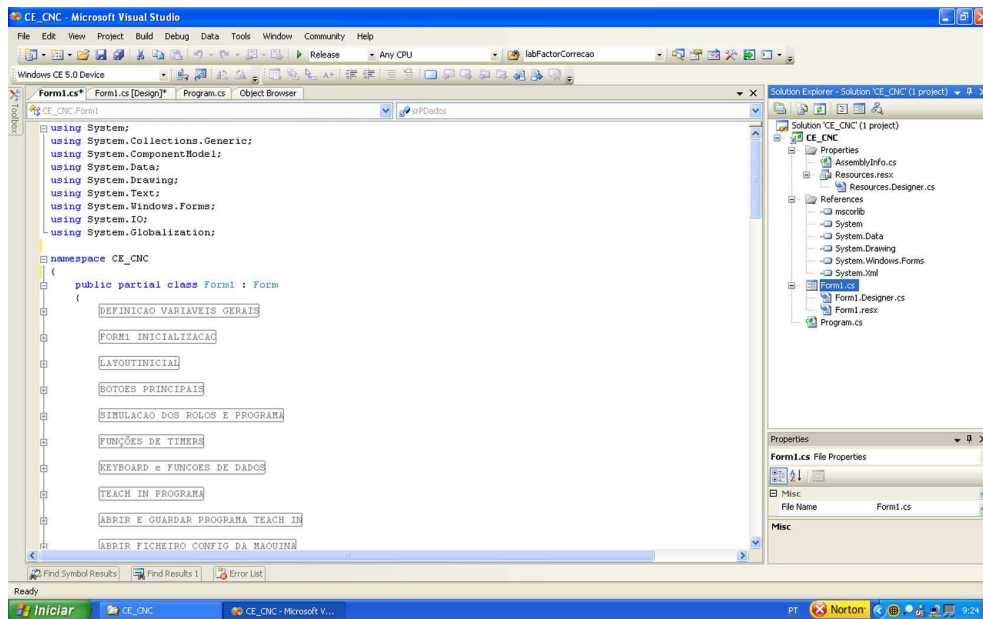 CE_CNC - Microsoft Visual Studio
File Edit View Project Build Debug Data Tools Window Community Help
Release Any CPU labFactorCorrecao
Windows CE 5.0 Device
Form1.cs* Form1.cs [Design]* Program.cs Object Browser
CE_CNC.Form1 srPDados
Toolbox
using System;
using System.Collections.Generic;
using System.ComponentModel;
using System.Data;
using System.Drawing;
using System.Text;
using System.Windows.Forms;
using System.IO;
using System.Globalization;
namespace CE_CNC
{
public partial class Form1 : Form
{
DEFINICAO VARIAVEIS GERAIS
FORM1 INICIALIZACAO
LAYOUTINICIAL
BOTOES PRINCIPAIS
SIMULACAO DOS ROLOS E PROGRAMA
FUNÇÕES DE TIMERS
KEYBOARD e FUNCOES DE DADOS
TEACH IN PROGRAMA
ABRIR E GUARDAR PROGRAMA TEACH IN
ABRIR FICHEIRO CONFIG DA MAQUINA
Solution Explorer - Solution 'CE_CNC' (1 project)
Solution 'CE_CNC' (1 project)
CE_CNC
Properties
AssemblyInfo.cs
Resources.resx
Resources.Designer.cs
References
mscorlib
System
System.Data
System.Drawing
System.Windows.Forms
System.Xml
Form1.cs
Form1.Designer.cs
Form1.resx
Program.cs
Properties
Form1.cs File Properties
Misc
File Name Form1.cs
Misc
Find Symbol Results Find Results 1 Error List
Ready
Iniciar CE_CNC CE_CNC - Microsoft V... PT Norton 9:24